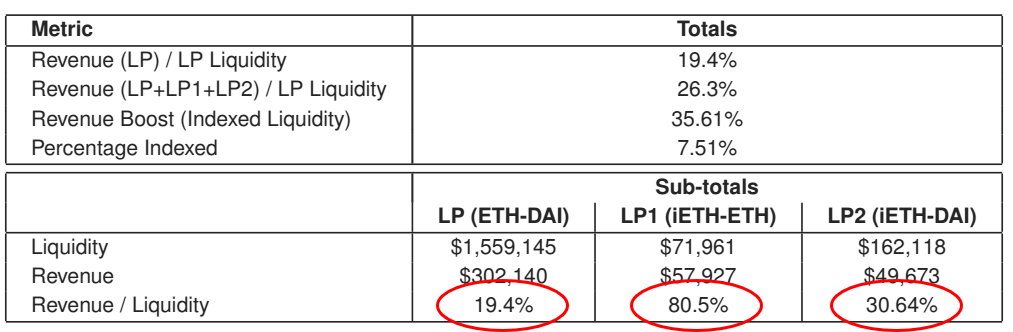 Metric Totals
Revenue (LP) / LP Liquidity 19.4%
Revenue (LP+LP1+LP2) / LP Liquidity 26.3%
Revenue Boost (Indexed Liquidity) 35.61%
Percentage Indexed 7.51%
Sub-totals
LP (ETH-DAI) LP1 (iETH-ETH) LP2 (iETH-DAI)
Liquidity $1,559,145 $71,961 $162,118
Revenue $302,140 $57,927 $49,673
Revenue / Liquidity 19.4% 80.5% 30.64%